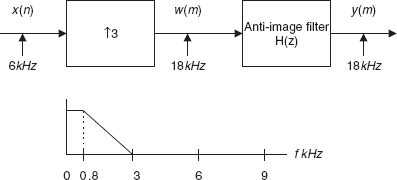 x(n)
w(m)
y(m)
↑3
Anti-image filter
H(z)
6kHz
18kHz
18kHz
f kHz
0 0.8 3 6 9